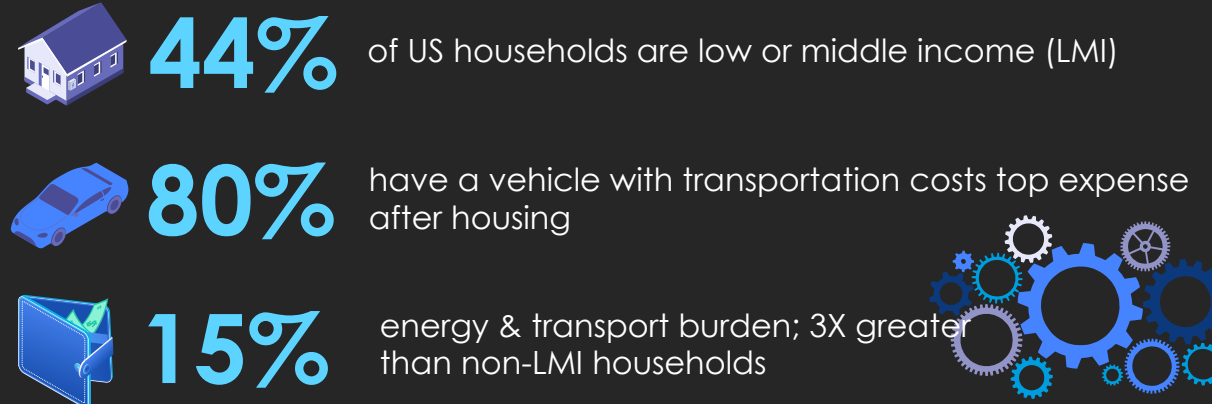 44% of US households are low or middle income (LMI)
80% have a vehicle with transportation costs top expense
after housing
15% energy & transport burden; 3X greater
than non-LMI households